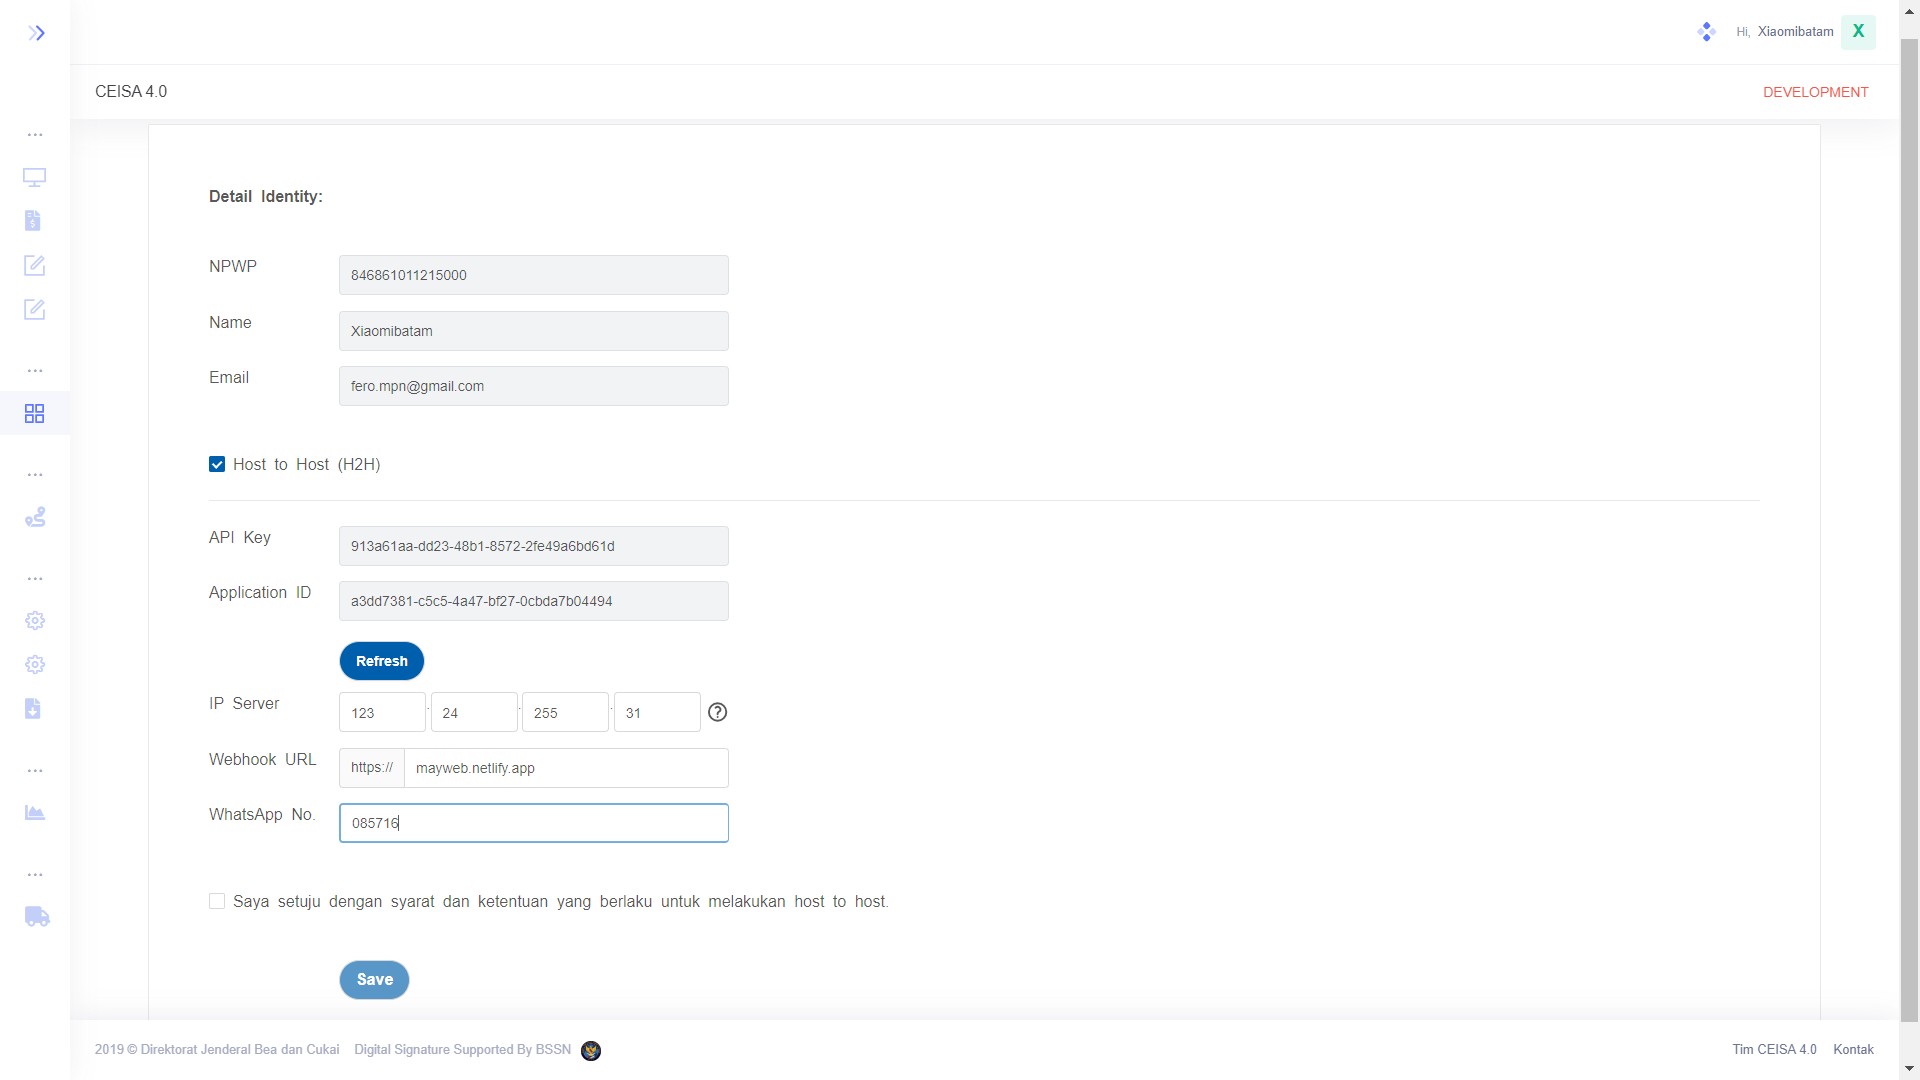 Hi, Xiaomibatam X
CEISA 4.0
DEVELOPMENT
...
Detail Identity:
NPWP
846861011215000
Name
Xiaomibatam
Email
fero.mpn@gmail.com
...
Host to Host (H2H)
...
API Key
913a61aa-dd23-48b1-8572-2fe49a6bd61d
Application ID
a3dd7381-c5c5-4a47-bf27-0cbda7b04494
...
Refresh
IP Server
123 . 24 . 255 . 31
Webhook URL
https:// mayweb.netlify.app
...
WhatsApp No.
085716
...
Saya setuju dengan syarat dan ketentuan yang berlaku untuk melakukan host to host.
Save
2019 © Direktorat Jenderal Bea dan Cukai Digital Signature Supported By BSSN
Tim CEISA 4.0 Kontak